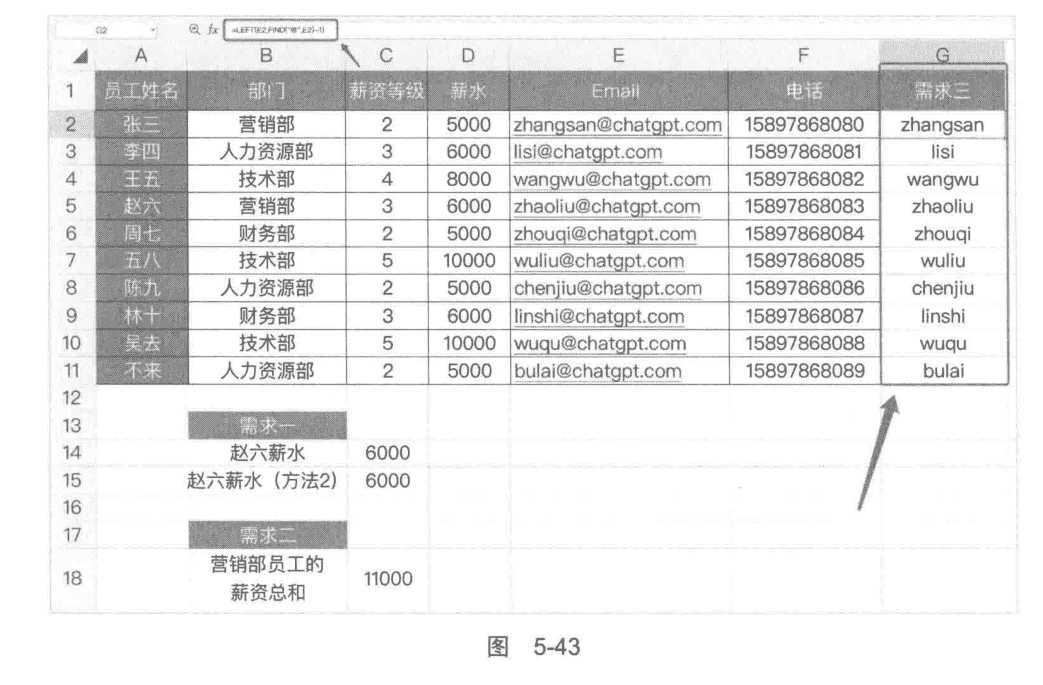 G2 fx =LEFT(E2,FIND("@",E2)-1)
A B C D E F G
1 员工姓名 部门 薪资等级 薪水 Email 电话 需求三
2 张三 营销部 2 5000 zhangsan@chatgpt.com 15897868080 zhangsan
3 李四 人力资源部 3 6000 lisi@chatgpt.com 15897868081 lisi
4 王五 技术部 4 8000 wangwu@chatgpt.com 15897868082 wangwu
5 赵六 营销部 3 6000 zhaoliu@chatgpt.com 15897868083 zhaoliu
6 周七 财务部 2 5000 zhouqi@chatgpt.com 15897868084 zhouqi
7 五八 技术部 5 10000 wuliu@chatgpt.com 15897868085 wuliu
8 陈九 人力资源部 2 5000 chenjiu@chatgpt.com 15897868086 chenjiu
9 林十 财务部 3 6000 linshi@chatgpt.com 15897868087 linshi
10 吴去 技术部 5 10000 wuqu@chatgpt.com 15897868088 wuqu
11 不来 人力资源部 2 5000 bulai@chatgpt.com 15897868089 bulai
12
13 需求一
14 赵六薪水 6000
15 赵六薪水（方法2) 6000
16
17 需求二
营销部员工的
18 11000
薪资总和
图 5-43